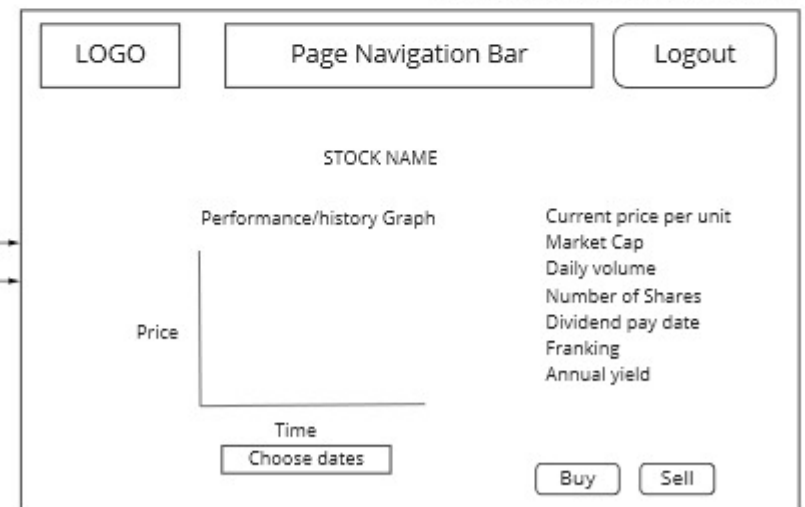 LOGO
Page Navigation Bar
Logout
STOCK NAME
Performance/history Graph
Price
Time
Choose dates
Current price per unit
Market Cap
Daily volume
Number of Shares
Dividend pay date
Franking
Annual yield
Buy
Sell